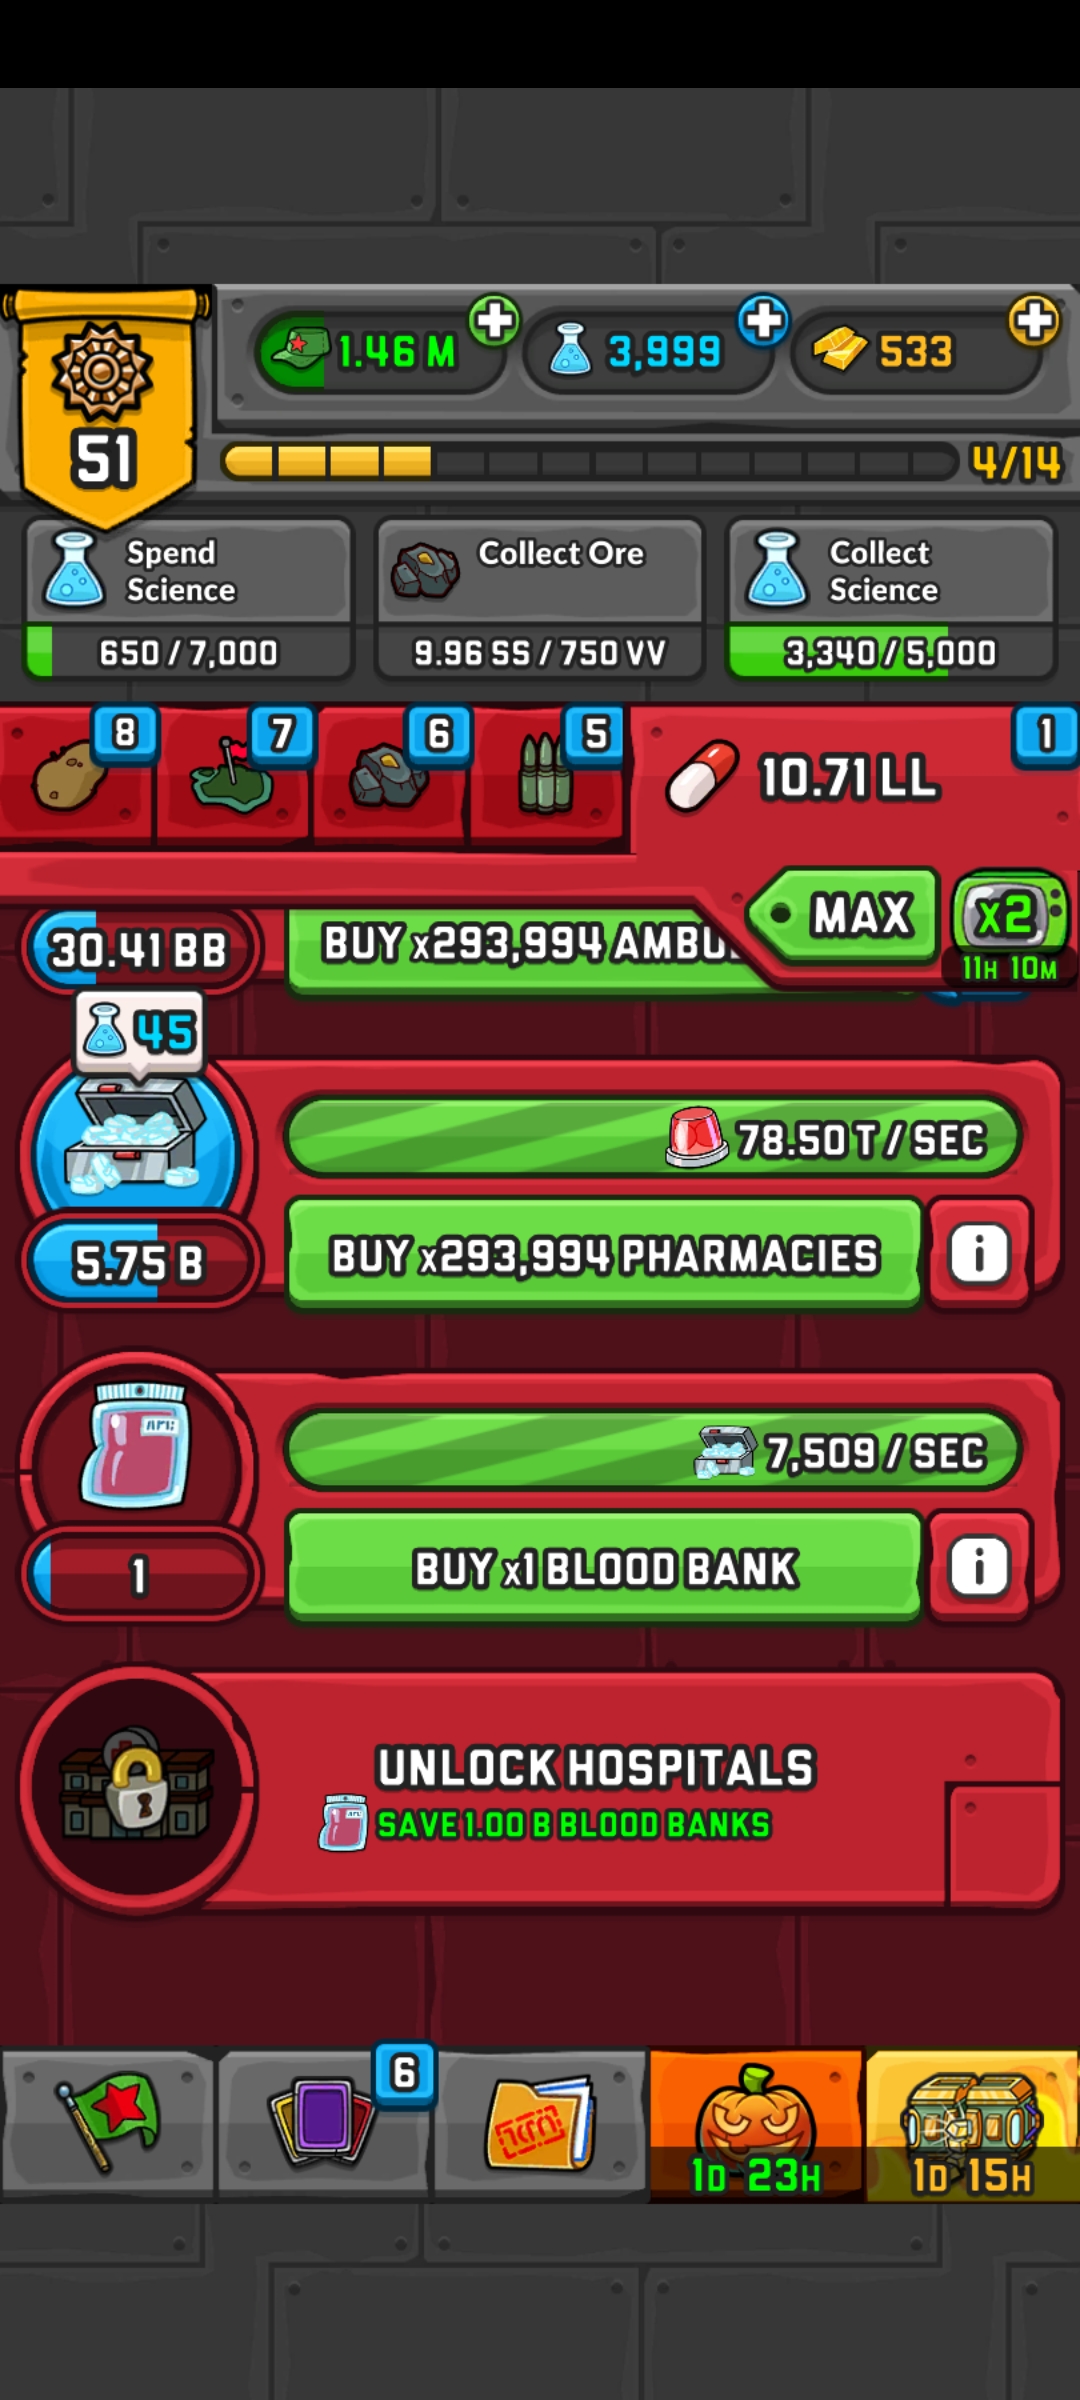 51
1.46 M
3,999
533
4/14
Spend
Science
650 / 7,000
Collect Ore
9.96 SS / 750 VV
Collect
Science
3,340 / 5,000
8
7
6
5
10.71 LL
1
MAX
x2
11H 10M
30.41 BB
BUY x293,994 AMBU
45
78.50 T / SEC
5.75 B
BUY x293,994 PHARMACIES
i
7,509 / SEC
1
BUY x1 BLOOD BANK
i
UNLOCK HOSPITALS
SAVE 1.00 B BLOOD BANKS
6
1D 23H
1D 15H